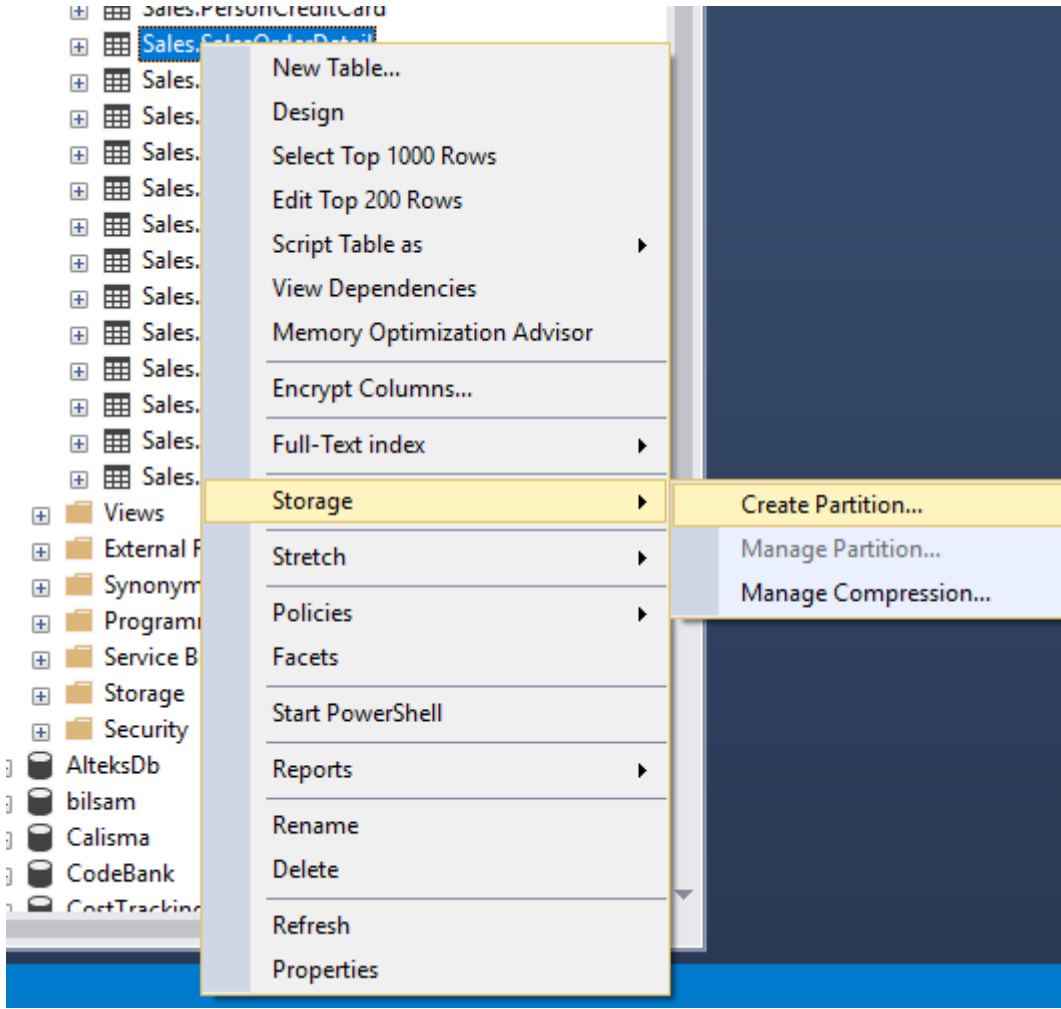 Sales.PersonCreditCard
Sales.SalesOrderDetail
Sales.
Sales.
Sales.
Sales.
Sales.
Sales.
Sales.
Sales.
Sales.
Sales.
Sales.
Sales.
Views
External F
Synonym
Program
Service B
Storage
Security
AlteksDb
bilsam
Calisma
CodeBank
CostTracking
New Table...
Design
Select Top 1000 Rows
Edit Top 200 Rows
Script Table as
View Dependencies
Memory Optimization Advisor
Encrypt Columns...
Full-Text index
Storage
Stretch
Policies
Facets
Start PowerShell
Reports
Rename
Delete
Refresh
Properties
Create Partition...
Manage Partition...
Manage Compression...